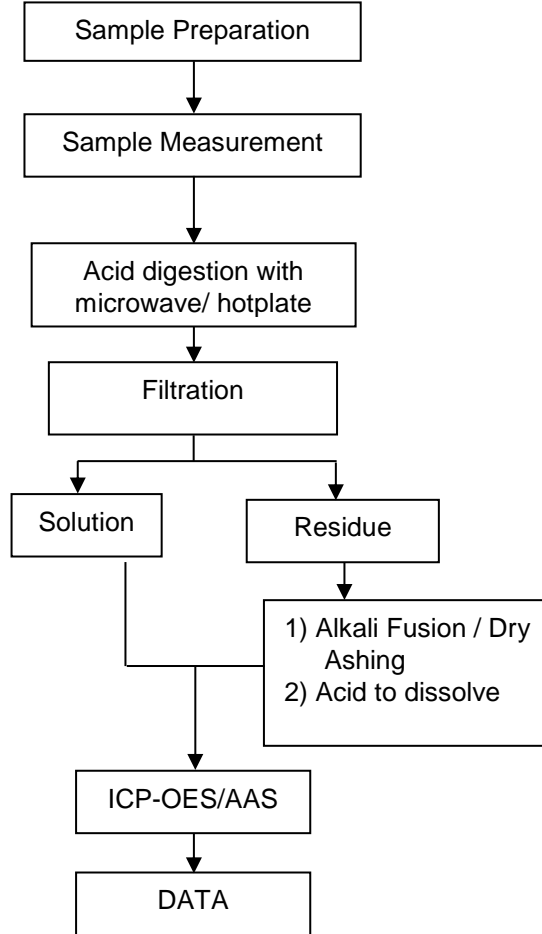 Sample Preparation
Sample Measurement
Acid digestion with
microwave/ hotplate
Filtration
Solution
Residue
1) Alkali Fusion / Dry
Ashing
2) Acid to dissolve
ICP-OES/AAS
DATA